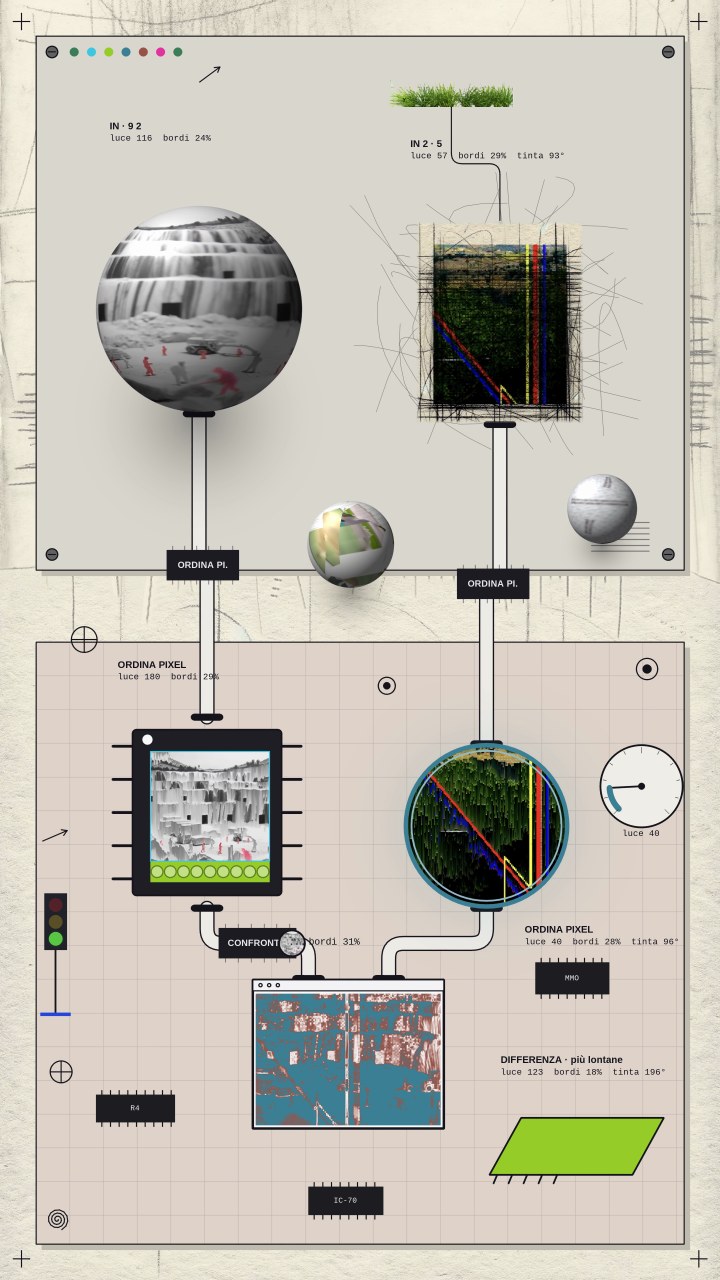 IN · 9 2
luce 116 bordi 24%
IN 2 · 5
luce 57 bordi 29% tinta 93°
ORDINA PI.
ORDINA PI.
ORDINA PIXEL
luce 180 bordi 29%
luce 40
CONFRONT
bordi 31%
ORDINA PIXEL
luce 40 bordi 28% tinta 96°
MMO
DIFFERENZA · più lontane
luce 123 bordi 18% tinta 196°
R4
IC-70